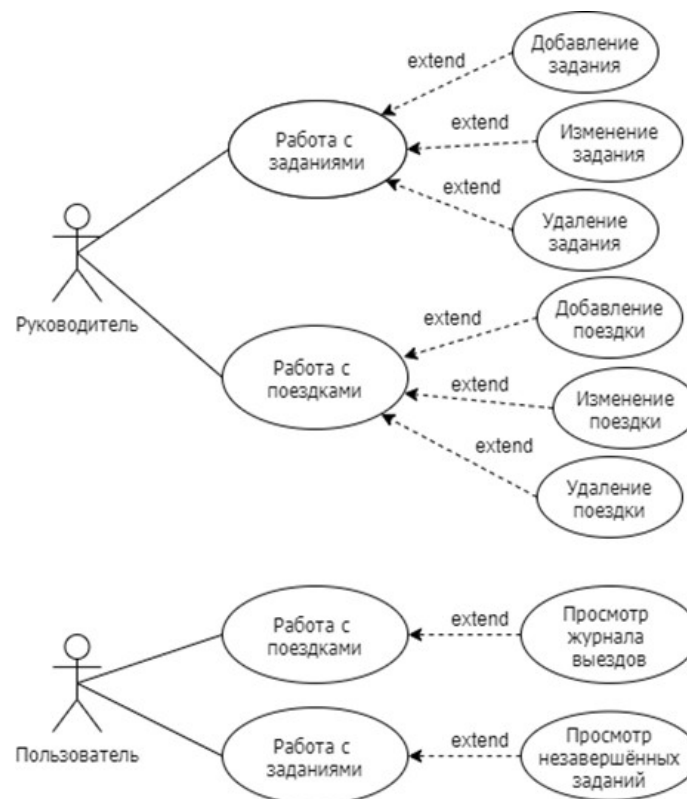 extend
Добавление
задания
Работа с
заданиями
extend
Изменение
задания
extend
Удаление
задания
Руководитель
extend
Добавление
поездки
Работа с
поездками
extend
Изменение
поездки
extend
Удаление
поездки
Работа с
поездками
extend
Просмотр
журнала
выездов
Пользователь
Работа с
заданиями
extend
Просмотр
незавершённых
заданий